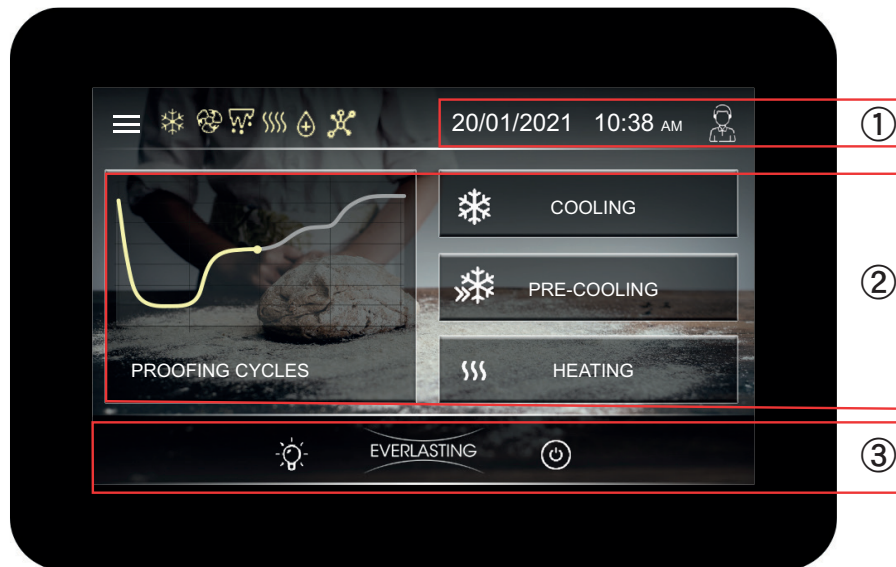 20/01/2021 10:38 AM
①
COOLING
PRE-COOLING
②
PROOFING CYCLES
HEATING
EVERLASTING
③